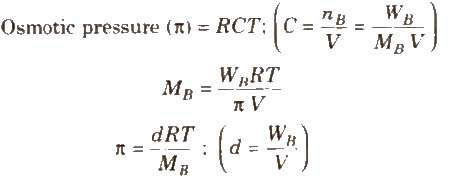 Osmotic pressure (π) = RCT; (C = n_B/V = W_B/(M_B V))
M_B = W_B RT/(π V)
π = dRT/M_B : (d = W_B/V)